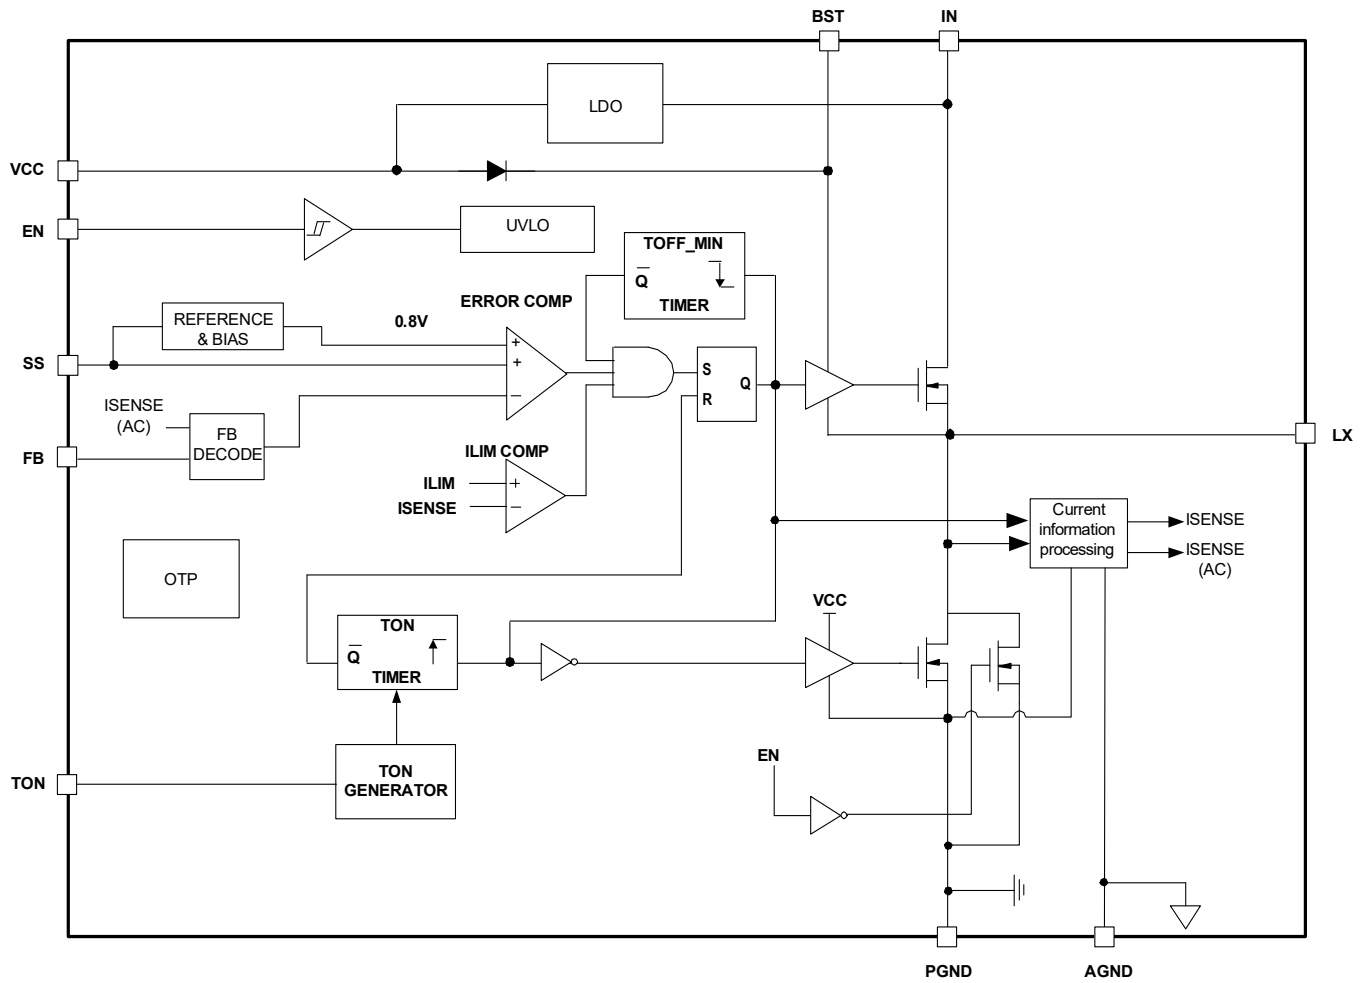 BST
IN
LDO
VCC
EN
UVLO
TOFF_MIN
Q
TIMER
ERROR COMP
REFERENCE
& BIAS
0.8V
SS
+
+
−
S
R
Q
ISENSE
(AC)
FB
DECODE
FB
LX
ILIM COMP
ILIM
+
ISENSE
−
Current
information
processing
ISENSE
ISENSE
(AC)
OTP
VCC
TON
Q
TIMER
TON
TON
GENERATOR
EN
PGND
AGND